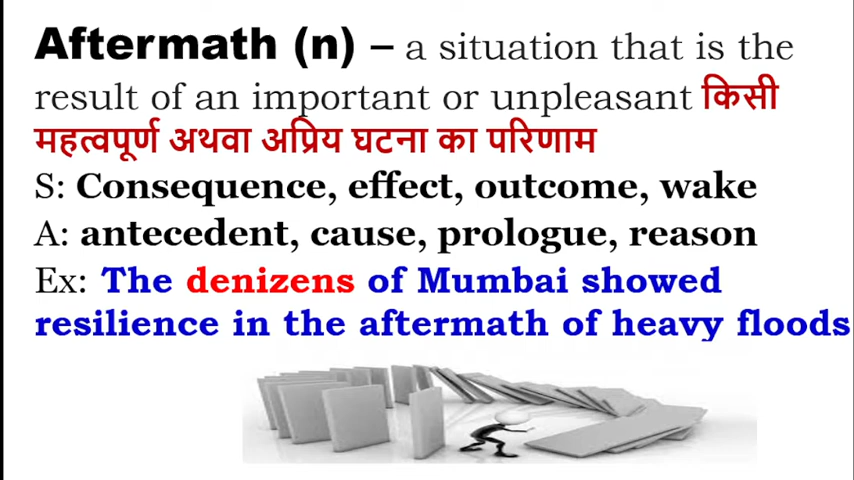 Aftermath (n) – a situation that is the
result of an important or unpleasant किसी
महत्वपूर्ण अथवा अप्रिय घटना का परिणाम
S: Consequence, effect, outcome, wake
A: antecedent, cause, prologue, reason
Ex: The denizens of Mumbai showed
resilience in the aftermath of heavy floods